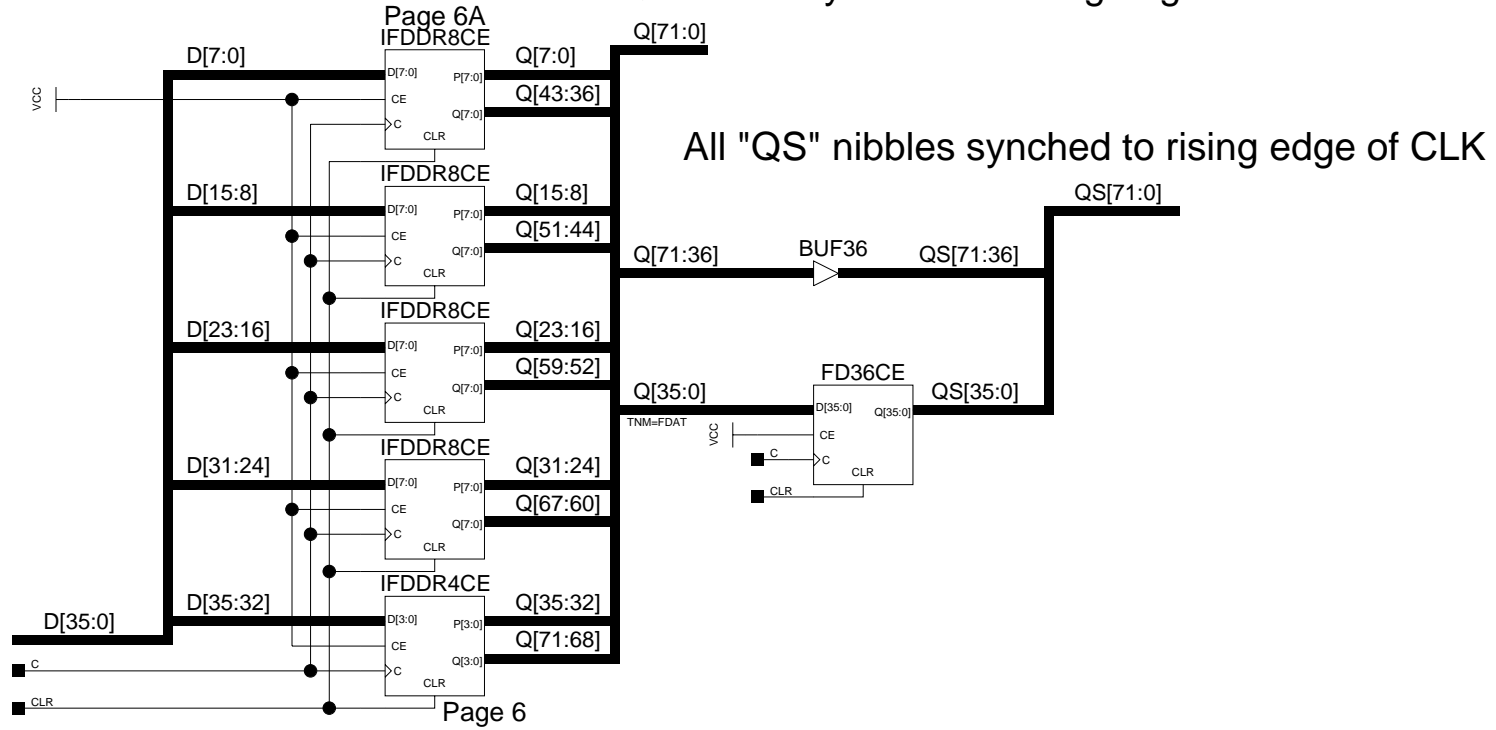 Page 6A
IFDDR8CE
Q[71:0]
D[7:0]
Q[7:0]
D[7:0]
P[7:0]
VCC
CE
Q[43:36]
Q[7:0]
C
CLR
All "QS" nibbles synched to rising edge of CLK
IFDDR8CE
D[15:8]
Q[15:8]
QS[71:0]
D[7:0]
P[7:0]
CE
Q[51:44]
Q[7:0]
C
CLR
Q[71:36]
BUF36
QS[71:36]
IFDDR8CE
D[23:16]
Q[23:16]
D[7:0]
P[7:0]
CE
Q[59:52]
Q[7:0]
C
CLR
FD36CE
Q[35:0]
QS[35:0]
D[35:0]
Q[35:0]
TNM=FDAT
VCC
CE
C
C
CLR
CLR
IFDDR8CE
D[31:24]
Q[31:24]
D[7:0]
P[7:0]
CE
Q[67:60]
Q[7:0]
C
CLR
IFDDR4CE
D[35:32]
Q[35:32]
D[35:0]
D[3:0]
P[3:0]
CE
Q[71:68]
Q[3:0]
C
C
CLR
CLR
Page 6